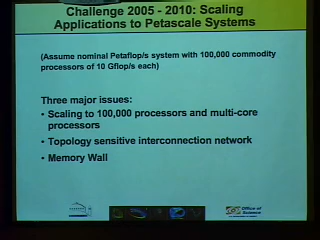 Challenge 2005 - 2010: Scaling
Applications to Petascale Systems
(Assume nominal Petaflop/s system with 100,000 commodity
processors of 10 Gflop/s each)
Three major issues:
• Scaling to 100,000 processors and multi-core
processors
• Topology sensitive interconnection network
• Memory Wall
Office of
Science